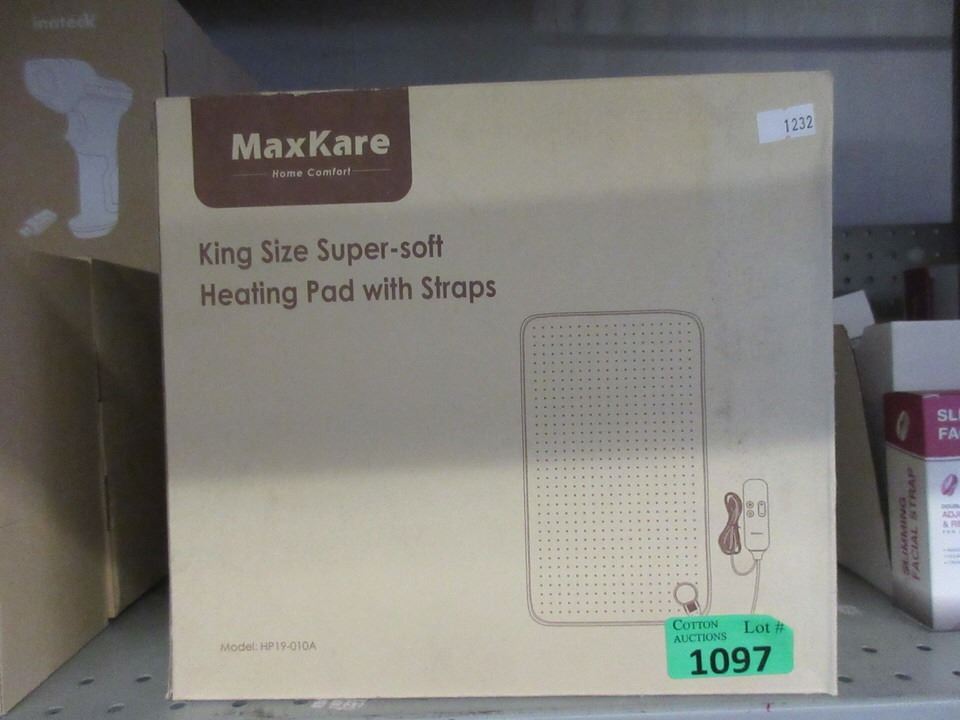 inateck
MaxKare
Home Comfort
1232
King Size Super-soft
Heating Pad with Straps
Model: HP19-010A
COTTON
AUCTIONS
Lot #
1097
SLIMMING
FACIAL STRAP